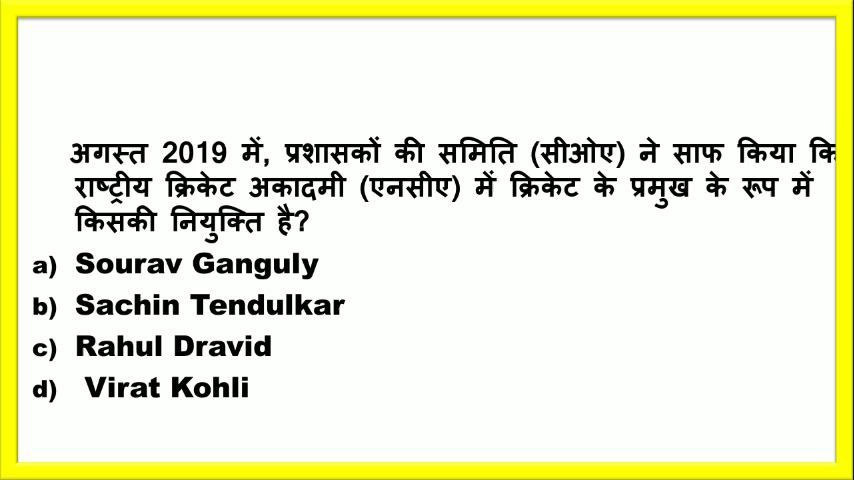 अगस्त 2019 में, प्रशासकों की समिति (सीओए) ने साफ किया कि
राष्ट्रीय क्रिकेट अकादमी (एनसीए) में क्रिकेट के प्रमुख के रूप में
किसकी नियुक्ति है?
a) Sourav Ganguly
b) Sachin Tendulkar
c) Rahul Dravid
d) Virat Kohli